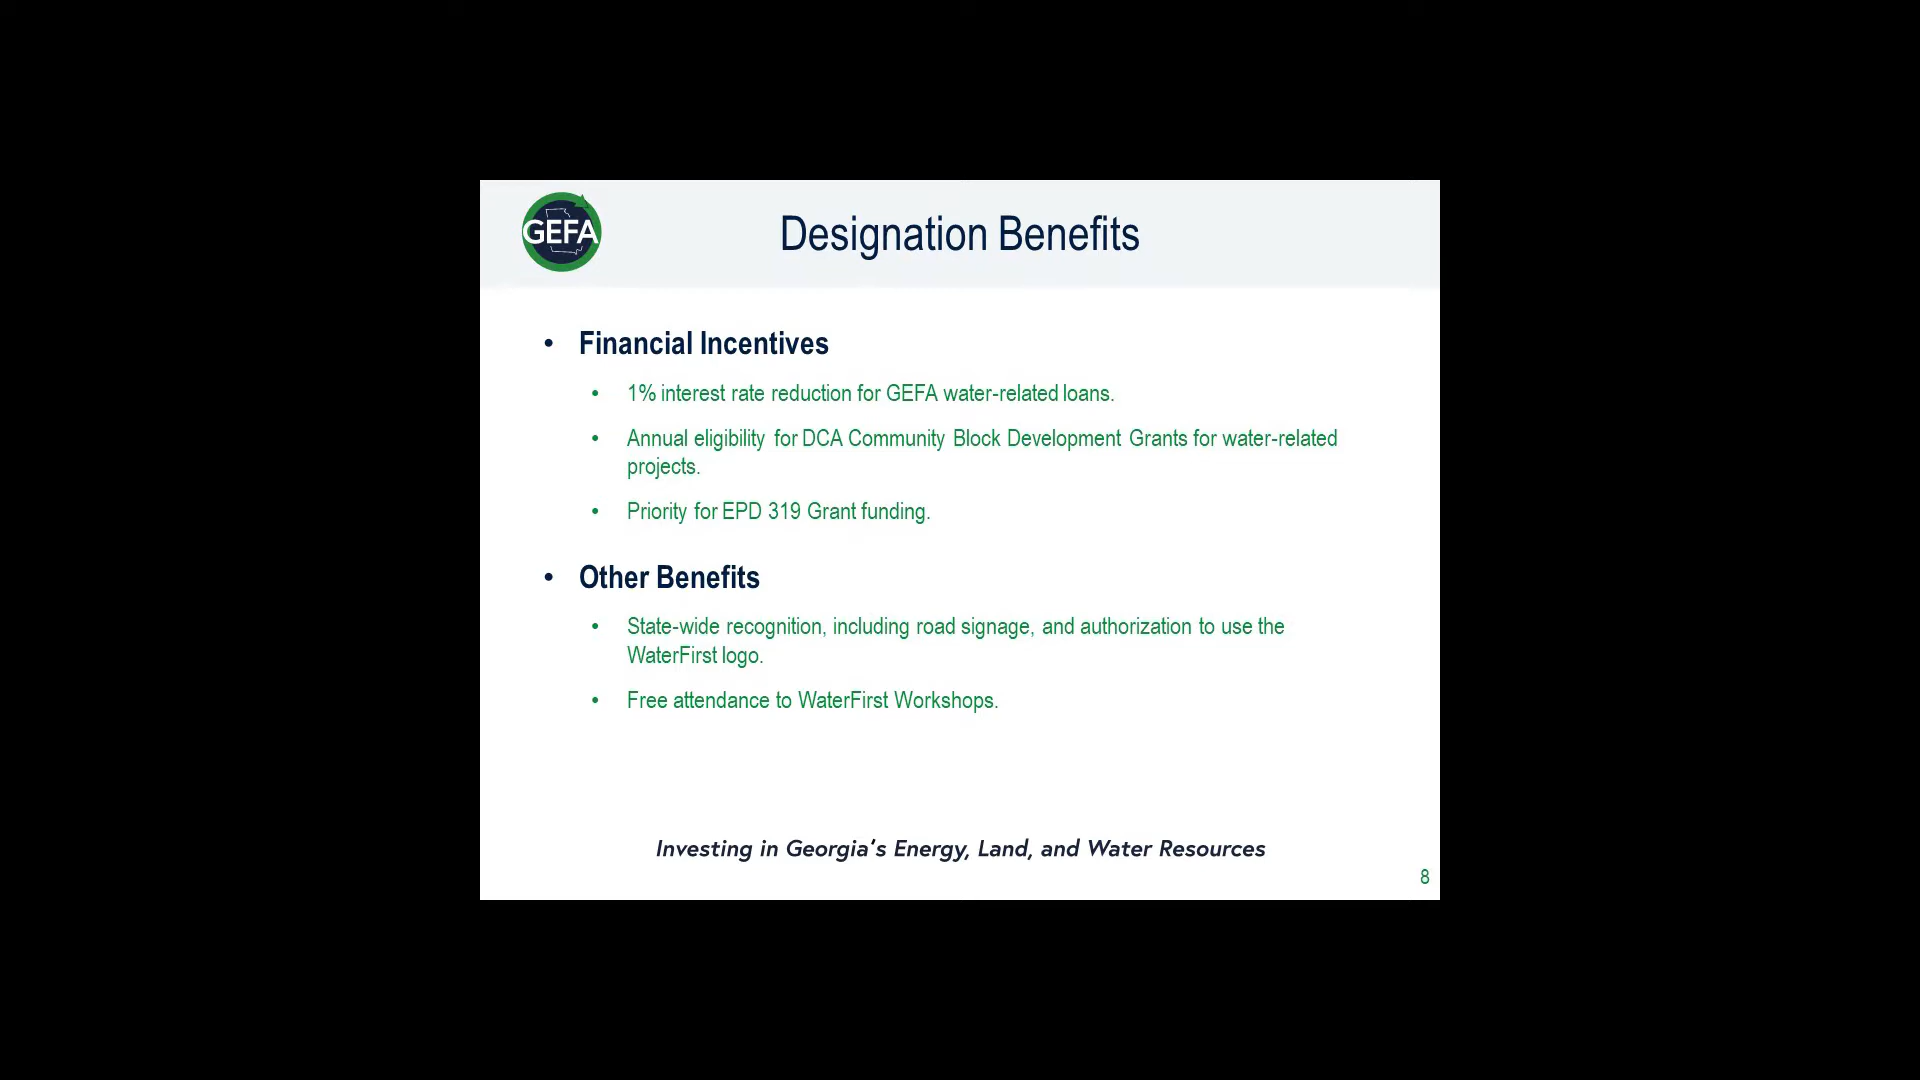 GEFA
Designation Benefits
• Financial Incentives
• 1% interest rate reduction for GEFA water-related loans.
• Annual eligibility for DCA Community Block Development Grants for water-related
projects.
• Priority for EPD 319 Grant funding.
• Other Benefits
• State-wide recognition, including road signage, and authorization to use the
WaterFirst logo.
• Free attendance to WaterFirst Workshops.
Investing in Georgia's Energy, Land, and Water Resources
8